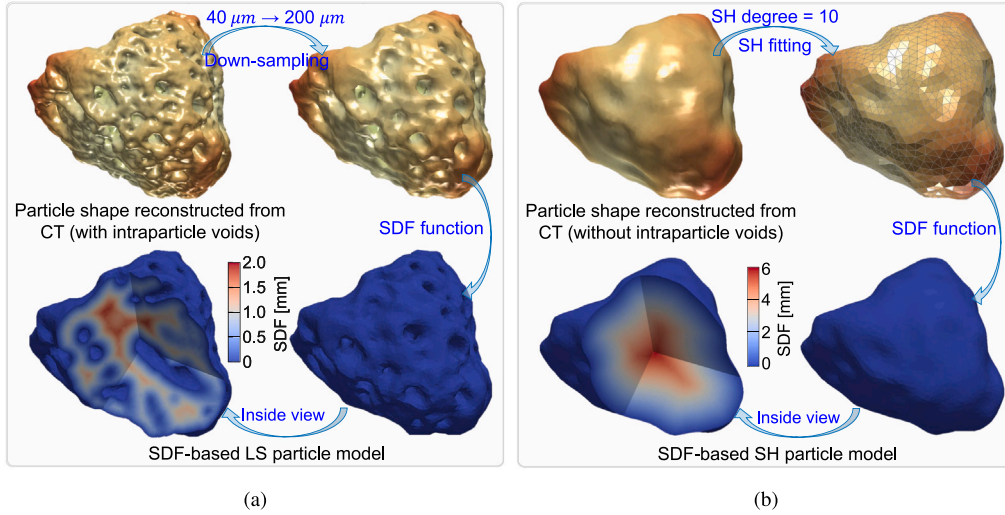 40 μm → 200 μm
Down-sampling
Particle shape reconstructed from
CT (with intraparticle voids)
SDF function
2.0
1.5
1.0
0.5
0
SDF [mm]
Inside view
SDF-based LS particle model
(a)
SH degree = 10
SH fitting
Particle shape reconstructed from
CT (without intraparticle voids)
SDF function
6
4
2
0
SDF [mm]
Inside view
SDF-based SH particle model
(b)